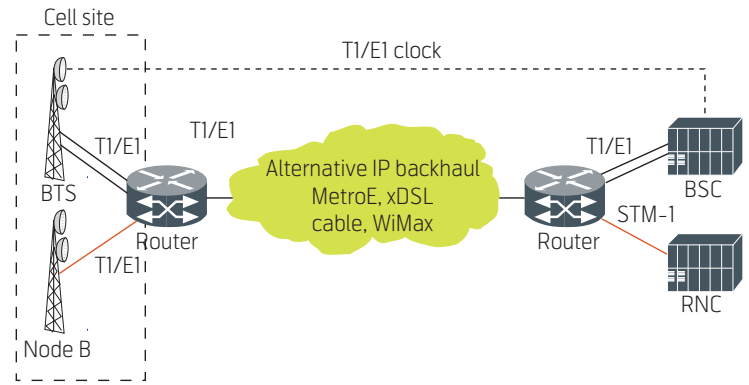 Cell site
T1/E1 clock
T1/E1
T1/E1
T1/E1
Alternative IP backhaul
MetroE, xDSL
cable, WiMax
BTS
BSC
Router
Router
STM-1
T1/E1
RNC
Node B